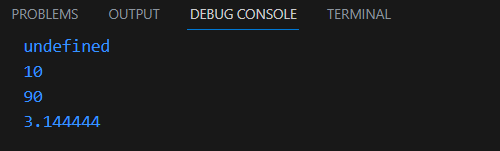 PROBLEMS OUTPUT DEBUG CONSOLE TERMINAL
undefined
10
90
3.144444